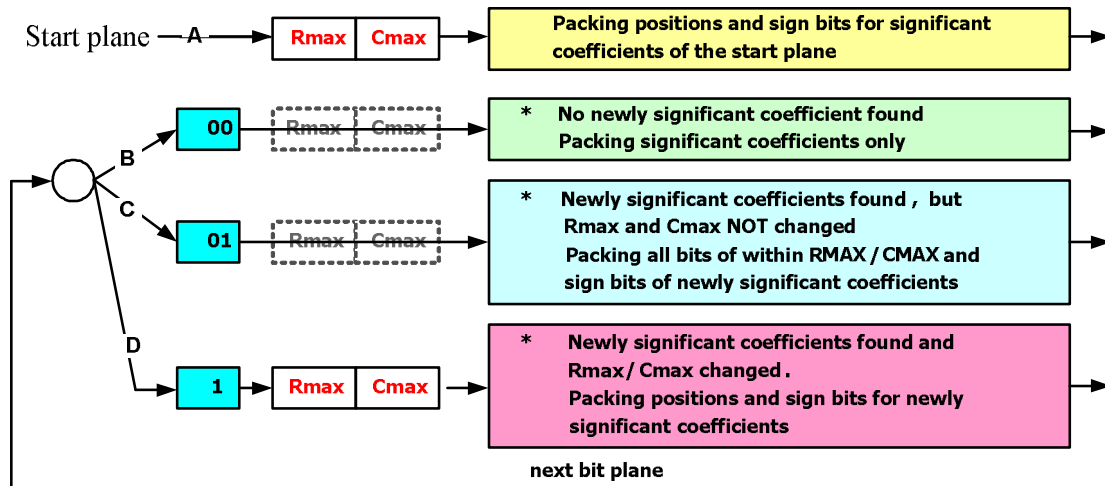 Start plane A Rmax Cmax
Packing positions and sign bits for significant
coefficients of the start plane
B 00 Rmax Cmax
* No newly significant coefficient found
Packing significant coefficients only
C 01 Rmax Cmax
* Newly significant coefficients found , but
Rmax and Cmax NOT changed
Packing all bits of within RMAX / CMAX and
sign bits of newly significant coefficients
D 1 Rmax Cmax
* Newly significant coefficients found and
Rmax/ Cmax changed .
Packing positions and sign bits for newly
significant coefficients
next bit plane